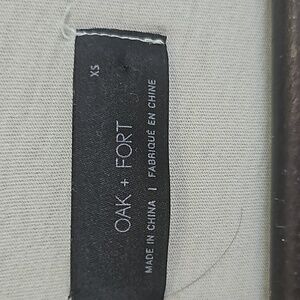 XS
OAK + FORT
MADE IN CHINA | FABRIQUÉ EN CHINE